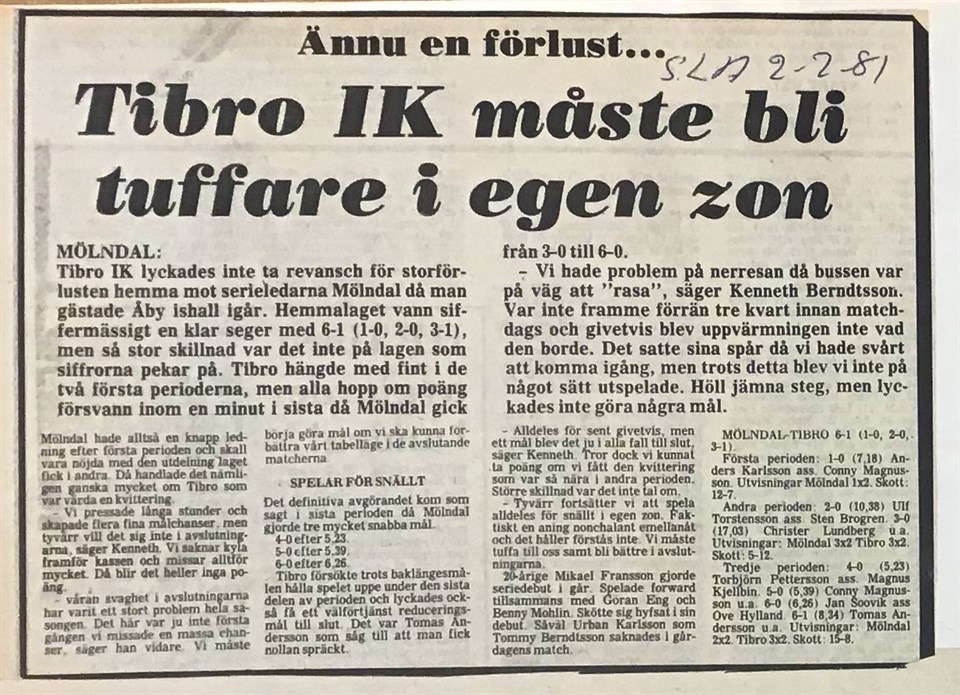 Ännu en förlust...
SLA 2-2-81
Tibro IK måste bli
tuffare i egen zon
MÖLNDAL:
Tibro IK lyckades inte ta revansch för storför-
lusten hemma mot serieledarna Mölndal då man
gästade Åby ishall igår. Hemmalaget vann sif-
fermässigt en klar seger med 6-1 (1-0, 2-0, 3-1),
men så stor skillnad var det inte på lagen som
siffrorna pekar på. Tibro hängde med fint i de
två första perioderna, men alla hopp om poäng
försvann inom en minut i sista då Mölndal gick
från 3-0 till 6-0.
- Vi hade problem på nerresan då bussen var
på väg att "rasa", säger Kenneth Berndtsson.
Var inte framme förrän tre kvart innan match-
dags och givetvis blev uppvärmningen inte vad
den borde. Det satte sina spår då vi hade svårt
att komma igång, men trots detta blev vi inte på
något sätt utspelade. Höll jämna steg, men lyc-
kades inte göra några mål.
Mölndal hade alltså en knapp led-
ning efter första perioden och skall
vara nöjda med den utdelning laget
fick i andra. Då handlade det nämli-
gen ganska mycket om Tibro som
var värda en kvittering.
- Vi pressade långa stunder och
skapade flera fina målchanser, men
tyvärr vill det sig inte i avslutning-
arna, säger Kenneth. Vi saknar kyla
framför kassen och missar alltför
mycket. Då blir det heller inga po-
äng.
- våran svaghet i avslutningarna
har varit ett stort problem hela sä-
songen. Det här var ju inte första
gången vi missade en massa chan-
ser, säger han vidare. Vi måste
börja göra mål om vi ska kunna för-
bättra vårt tabelläge i de avslutande
matcherna.
SPELAR FÖR SNÄLLT
Det definitiva avgörandet kom som
sagt i sista perioden då Mölndal
gjorde tre mycket snabba mål.
4-0 efter 5,23.
5-0 efter 5,39.
6-0 efter 6,26.
Tibro försökte trots baklängesmå-
len hålla spelet uppe under den sista
delen av perioden och lyckades ock-
så få ett välförtjänst reducerings-
mål till slut. Det var Tomas An-
dersson som såg till att man fick
nollan spräckt.
- Alldeles för sent givetvis, men
ett mål blev det ju i alla fall till slut,
säger Kenneth. Tror dock vi kunnat
ta poäng om vi fått den kvittering
som var så nära i andra perioden.
Större skillnad var det inte tal om.
- Tyvärr fortsätter vi att spela
alldeles för snällt i egen zon. Fak-
tiskt en aning nonchalant emellanåt
och det håller förstås inte. Vi måste
tuffa till oss samt bli bättre i avslut-
ningarna.
20-årige Mikael Fransson gjorde
seriedebut i går. Spelade forward
tillsammans med Göran Eng och
Benny Mohlin. Skötte sig hyfsat i sin
debut. Såväl Urban Karlsson som
Tommy Berndtsson saknades i går-
dagens match.
MÖLNDAL-TIBRO 6-1 (1-0, 2-0,
3-1).
Första perioden: 1-0 (7,18) An-
ders Karlsson ass. Conny Magnus-
son. Utvisningar Mölndal 1x2. Skott:
12-7.
Andra perioden: 2-0 (10,38) Ulf
Torstensson ass Sten Brogren. 3-0
(17,03) Christer Lundberg u.a.
Utvisningar: Mölndal 3x2 Tibro 3x2.
Skott: 5-12.
Tredje perioden: 4-0 (5,23)
Torbjörn Pettersson ass. Magnus
Kjellbin. 5-0 (5,39) Conny Magnus-
son u.a. 6-0 (6,26) Jan Soovik ass
Ove Hylland. 6-1 (8,34) Tomas An-
dersson u.a. Utvisningar: Mölndal
2x2. Tibro 3x2. Skott: 15-8.